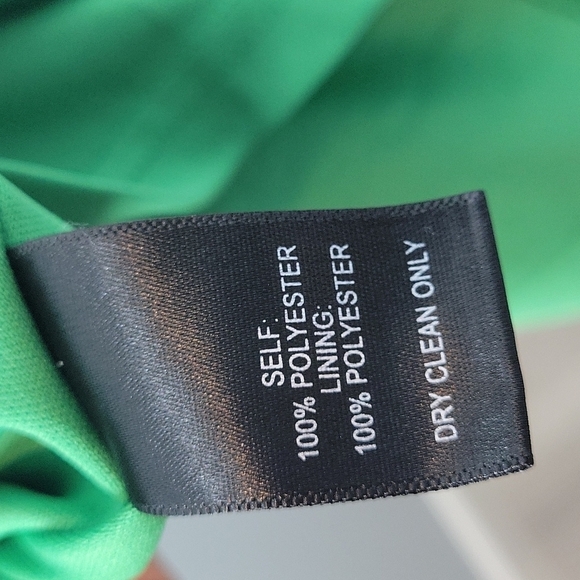 SELF:
100% POLYESTER
LINING:
100% POLYESTER
DRY CLEAN ONLY